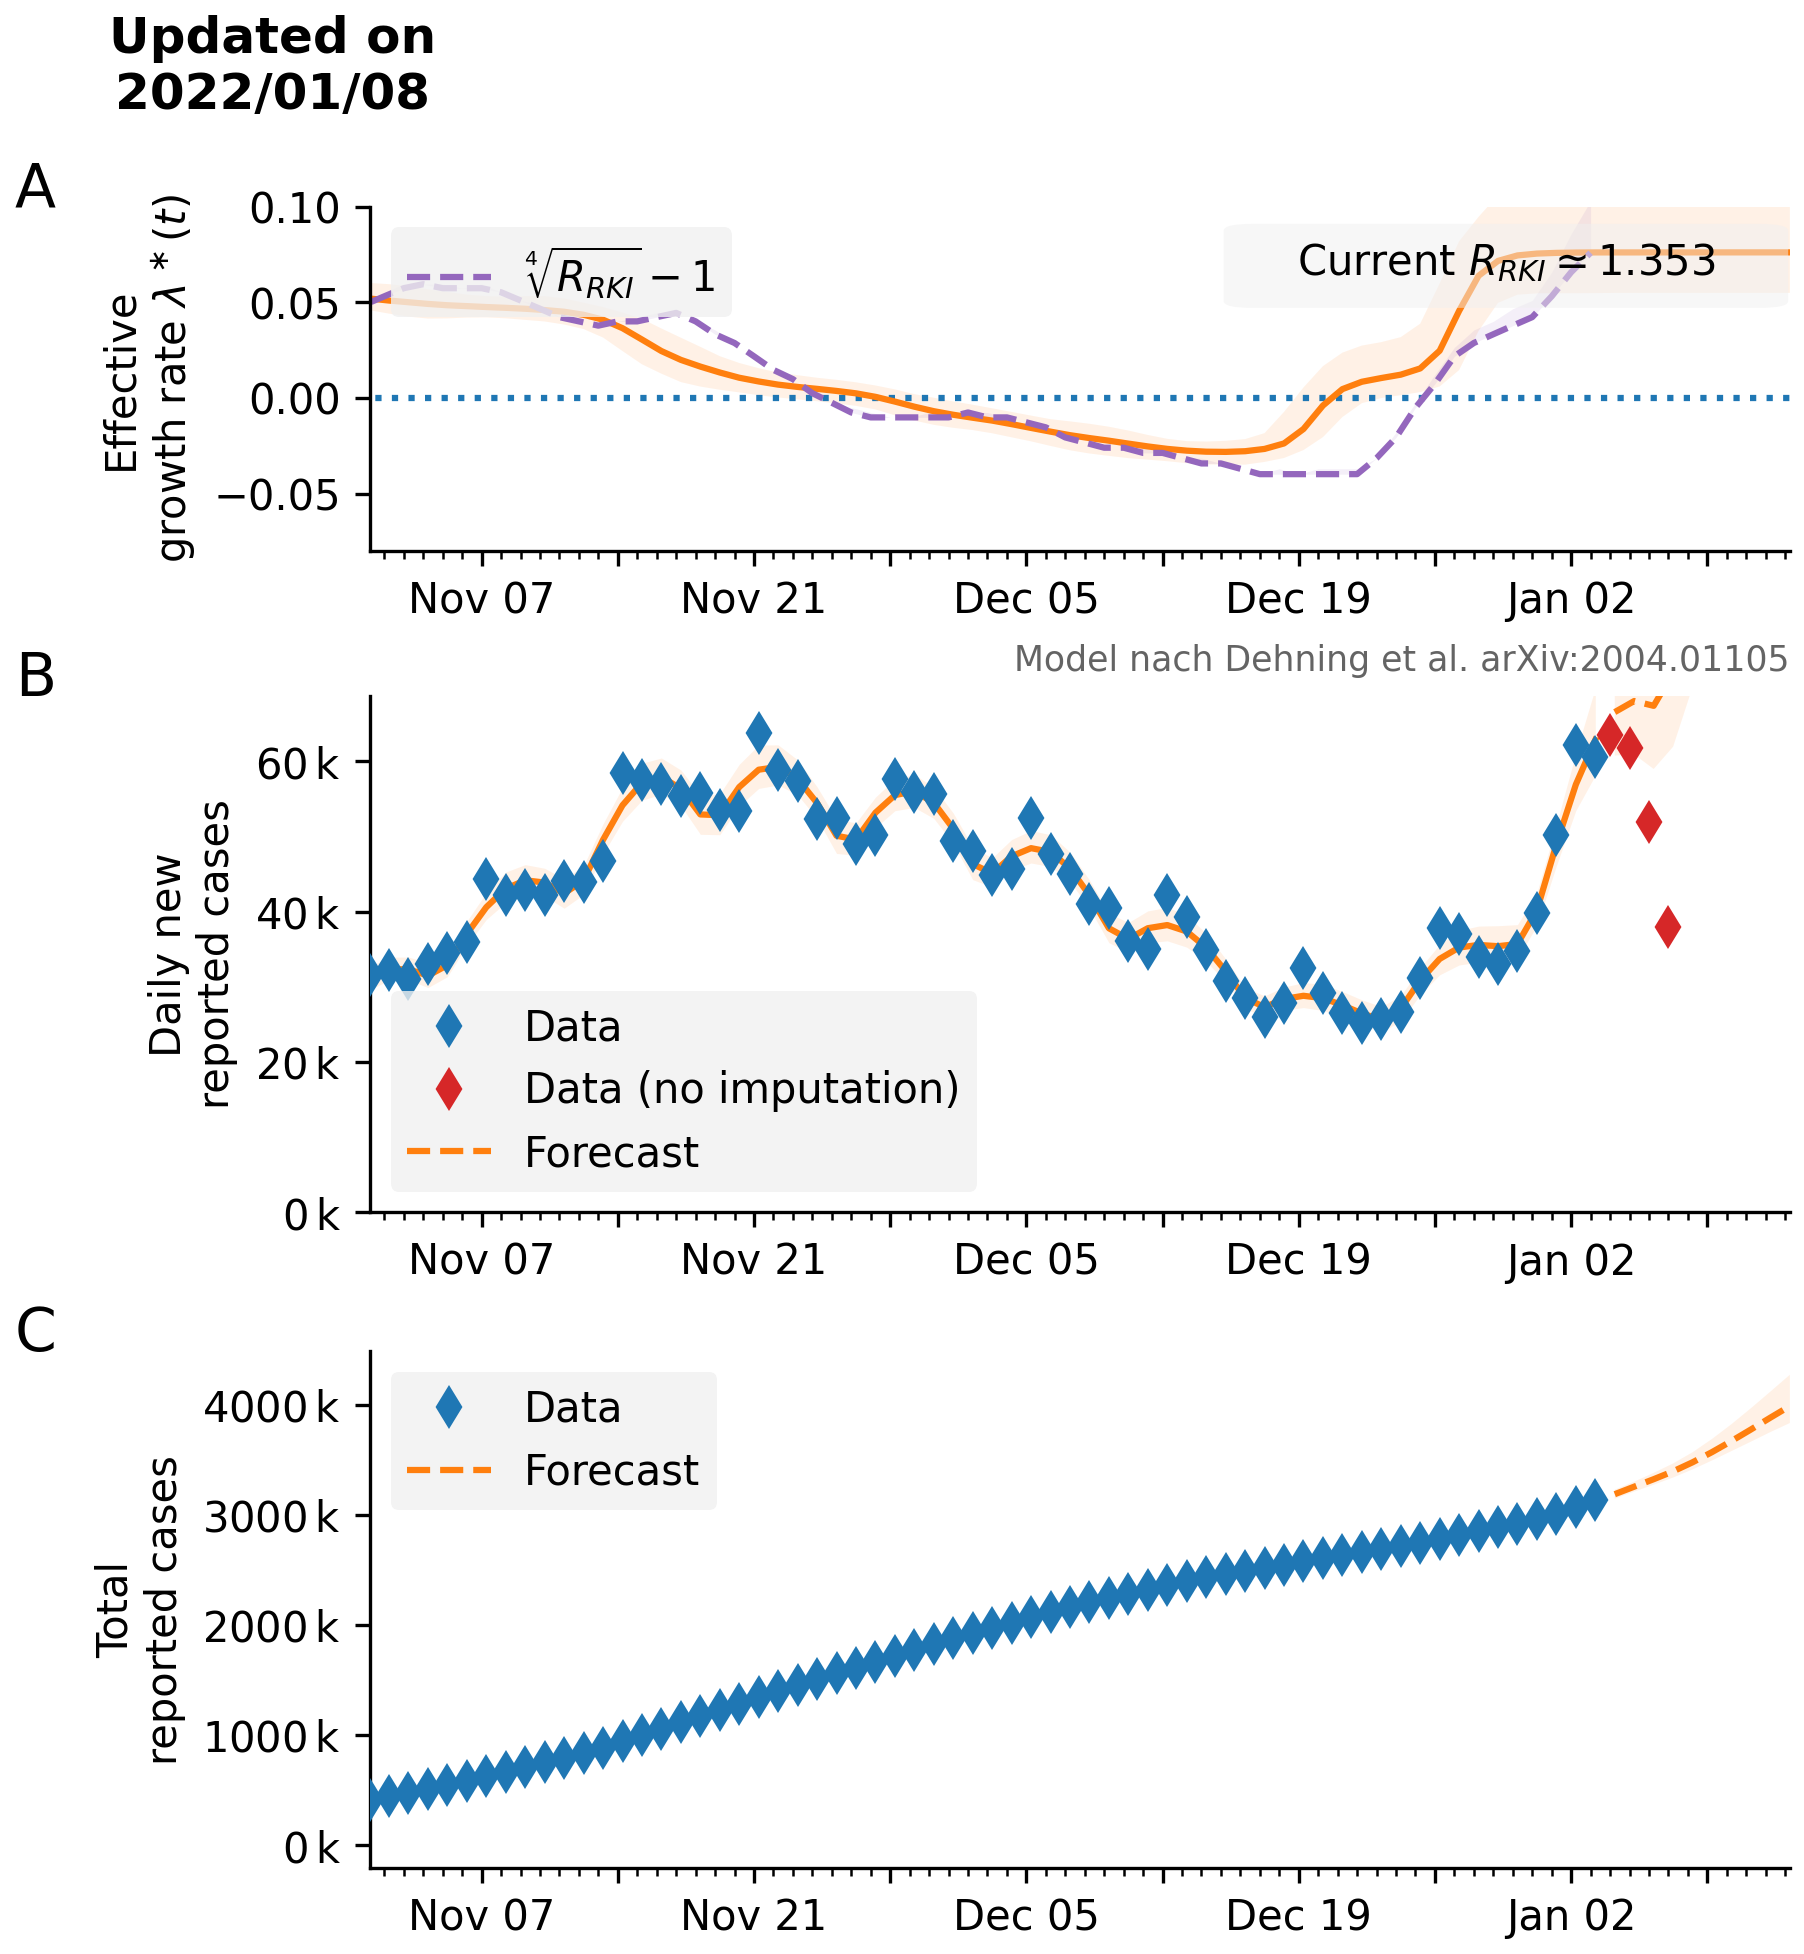 Updated on
2022/01/08
A
Effective
growth rate λ * (t)
0.10
0.05
0.00
−0.05
∜R_RKI − 1
Current R_RKI ≃ 1.353
Nov 07 Nov 21 Dec 05 Dec 19 Jan 02
Model nach Dehning et al. arXiv:2004.01105
B
Daily new
reported cases
60 k
40 k
20 k
0 k
Data
Data (no imputation)
Forecast
Nov 07 Nov 21 Dec 05 Dec 19 Jan 02
C
Total
reported cases
4000 k
3000 k
2000 k
1000 k
0 k
Data
Forecast
Nov 07 Nov 21 Dec 05 Dec 19 Jan 02